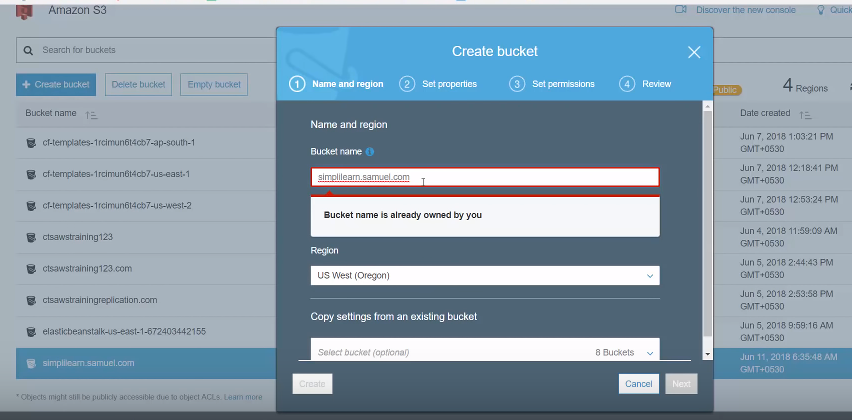 Amazon S3
Discover the new console
Quick
Search for buckets
+ Create bucket
Delete bucket
Empty bucket
Public
4 Regions
Bucket name
Date created
cf-templates-1rcimun6t4cb7-ap-south-1
Jun 7, 2018 1:03:21 PM
GMT+0530
cf-templates-1rcimun6t4cb7-us-east-1
Jun 7, 2018 12:18:41 PM
GMT+0530
cf-templates-1rcimun6t4cb7-us-west-2
Jun 7, 2018 12:53:24 PM
GMT+0530
ctsawstraining123
Jun 4, 2018 11:59:09 AM
GMT+0530
ctsawstraining123.com
Jun 5, 2018 2:44:43 PM
GMT+0530
ctsawstrainingreplication.com
Jun 5, 2018 2:53:58 PM
GMT+0530
elasticbeanstalk-us-east-1-672403442155
Jun 5, 2018 9:59:16 AM
GMT+0530
simplilearn.samuel.com
Jun 11, 2018 6:35:48 AM
GMT+0530
* Objects might still be publicly accessible due to object ACLs. Learn more
Create bucket
1 Name and region
2 Set properties
3 Set permissions
4 Review
Name and region
Bucket name
simplilearn.samuel.com
Bucket name is already owned by you
Region
US West (Oregon)
Copy settings from an existing bucket
Select bucket (optional)
8 Buckets
Create
Cancel
Next